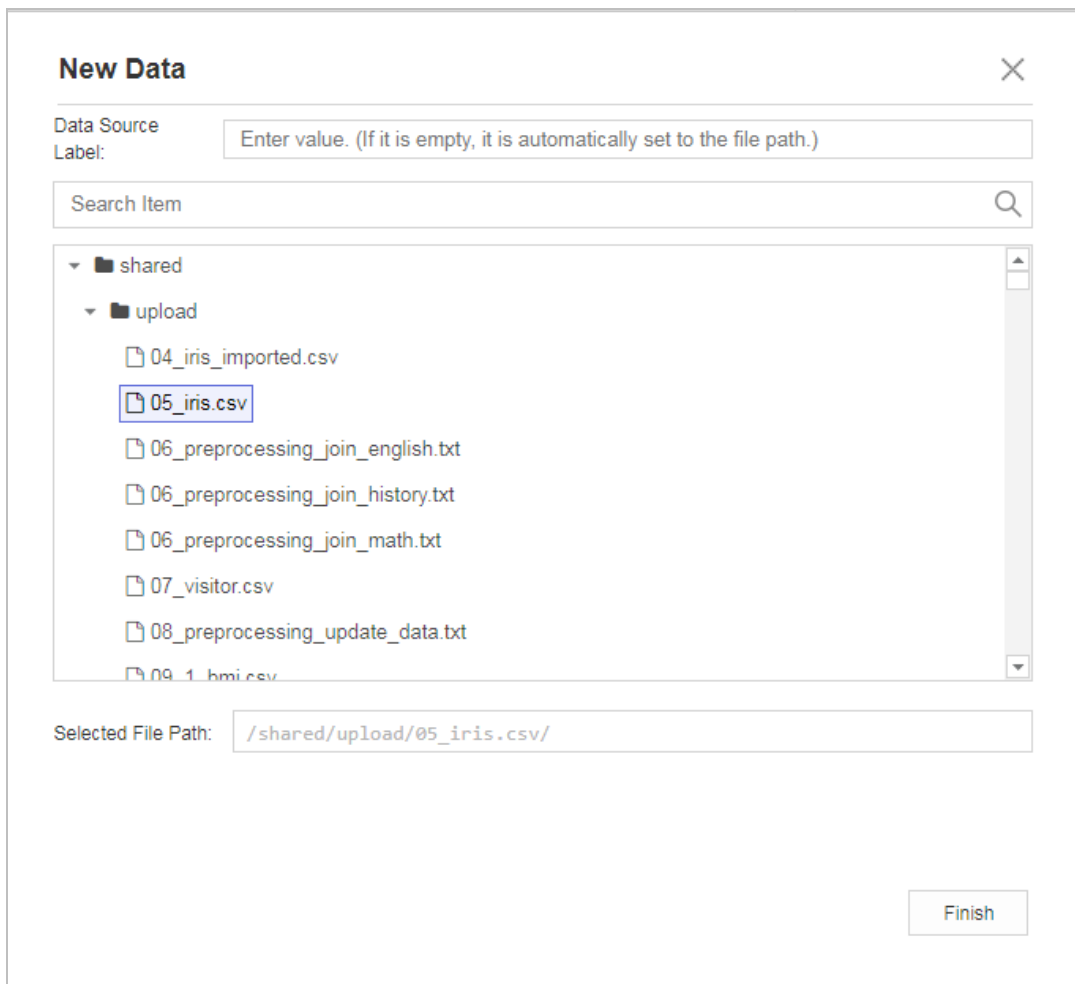 New Data
Data Source
Label:
Enter value. (If it is empty, it is automatically set to the file path.)
Search Item
shared
upload
04_iris_imported.csv
05_iris.csv
06_preprocessing_join_english.txt
06_preprocessing_join_history.txt
06_preprocessing_join_math.txt
07_visitor.csv
08_preprocessing_update_data.txt
09_1_bmi.csv
Selected File Path:
/shared/upload/05_iris.csv/
Finish